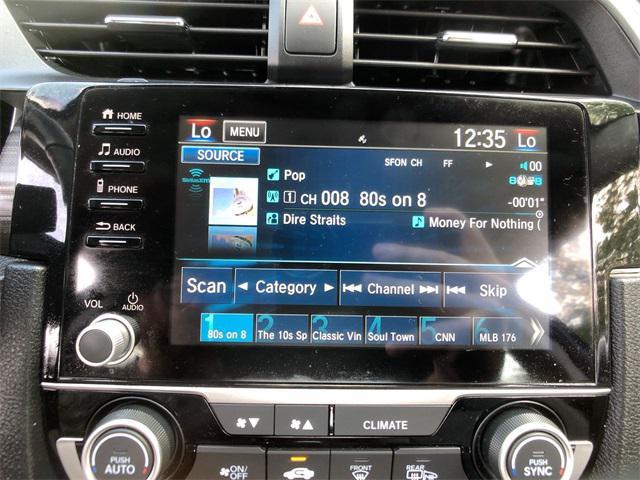 HOME
AUDIO
PHONE
BACK
VOL
AUDIO
Lo MENU 12:35 Lo
SOURCE SFON CH FF 00
SiriusXM Pop
1 CH 008 80s on 8 -00'01"
Dire Straits Money For Nothing (
Scan Category Channel Skip
1 2 3 4 5 6
80s on 8 The 10s Sp Classic Vin Soul Town CNN MLB 176
CLIMATE
PUSH AUTO
ON/OFF
FRONT
REAR
PUSH SYNC